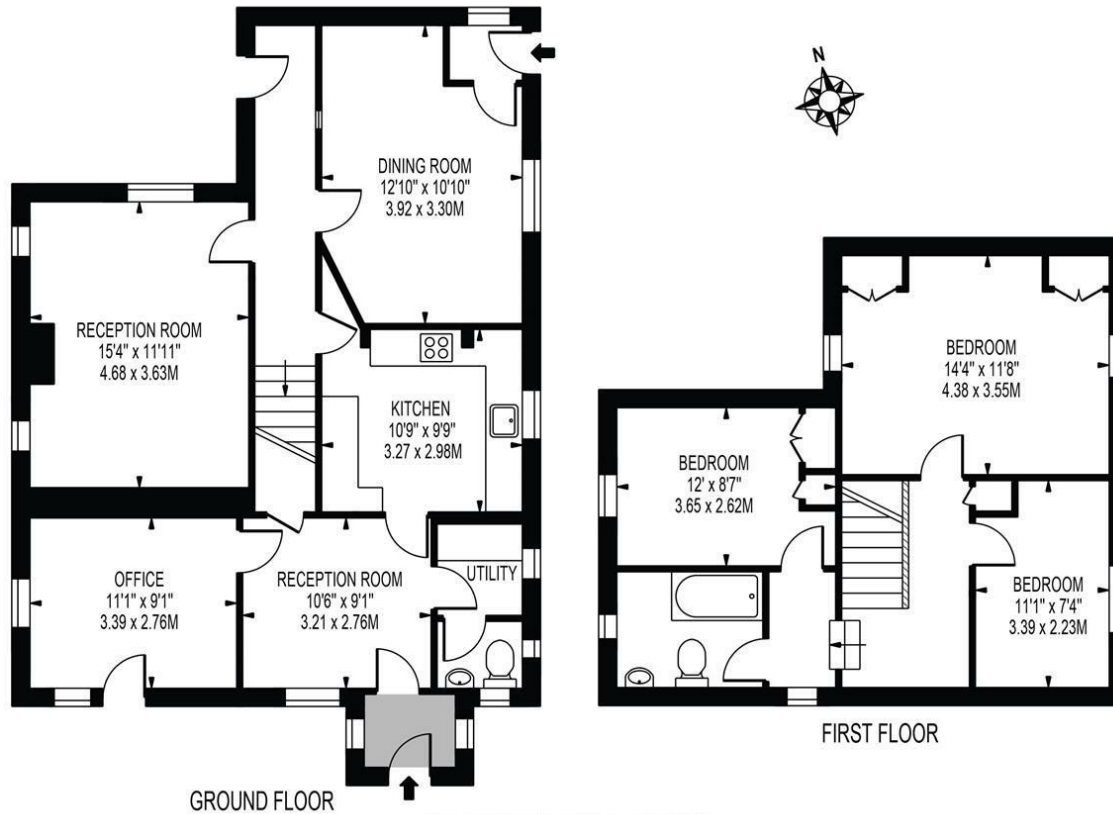 N
DINING ROOM
12'10" x 10'10"
3.92 x 3.30M
RECEPTION ROOM
15'4" x 11'11"
4.68 x 3.63M
KITCHEN
10'9" x 9'9"
3.27 x 2.98M
OFFICE
11'1" x 9'1"
3.39 x 2.76M
RECEPTION ROOM
10'6" x 9'1"
3.21 x 2.76M
UTILITY
GROUND FLOOR
BEDROOM
14'4" x 11'8"
4.38 x 3.55M
BEDROOM
12' x 8'7"
3.65 x 2.62M
BEDROOM
11'1" x 7'4"
3.39 x 2.23M
FIRST FLOOR